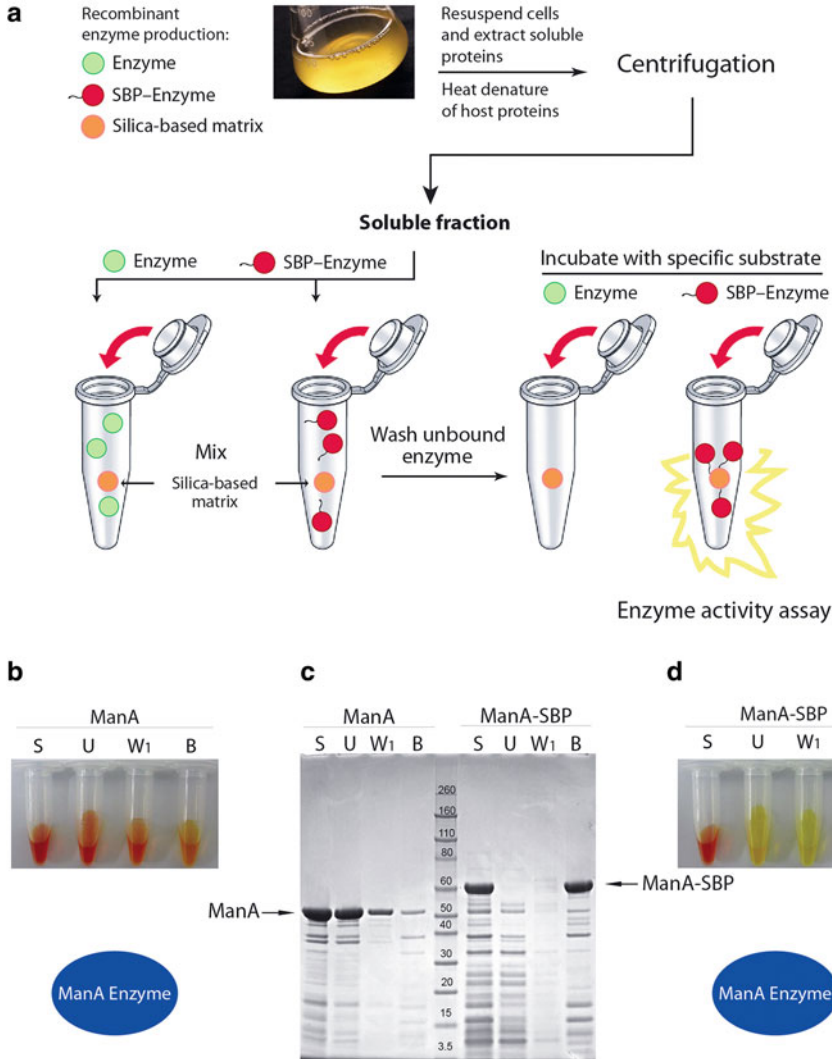 a
Recombinant
enzyme production:
Enzyme
SBP–Enzyme
Silica-based matrix
Resuspend cells
and extract soluble
proteins
Heat denature
of host proteins
Centrifugation
Soluble fraction
Enzyme
SBP–Enzyme
Incubate with specific substrate
Enzyme
SBP–Enzyme
Mix
Silica-based
matrix
Wash unbound
enzyme
Enzyme activity assay
b
ManA
S U W1 B
ManA Enzyme
c
ManA ManA-SBP
S U W1 B S U W1 B
260
160
110
80
60
50
40
30
20
15
3.5
ManA
ManA-SBP
d
ManA-SBP
S U W1
ManA Enzyme